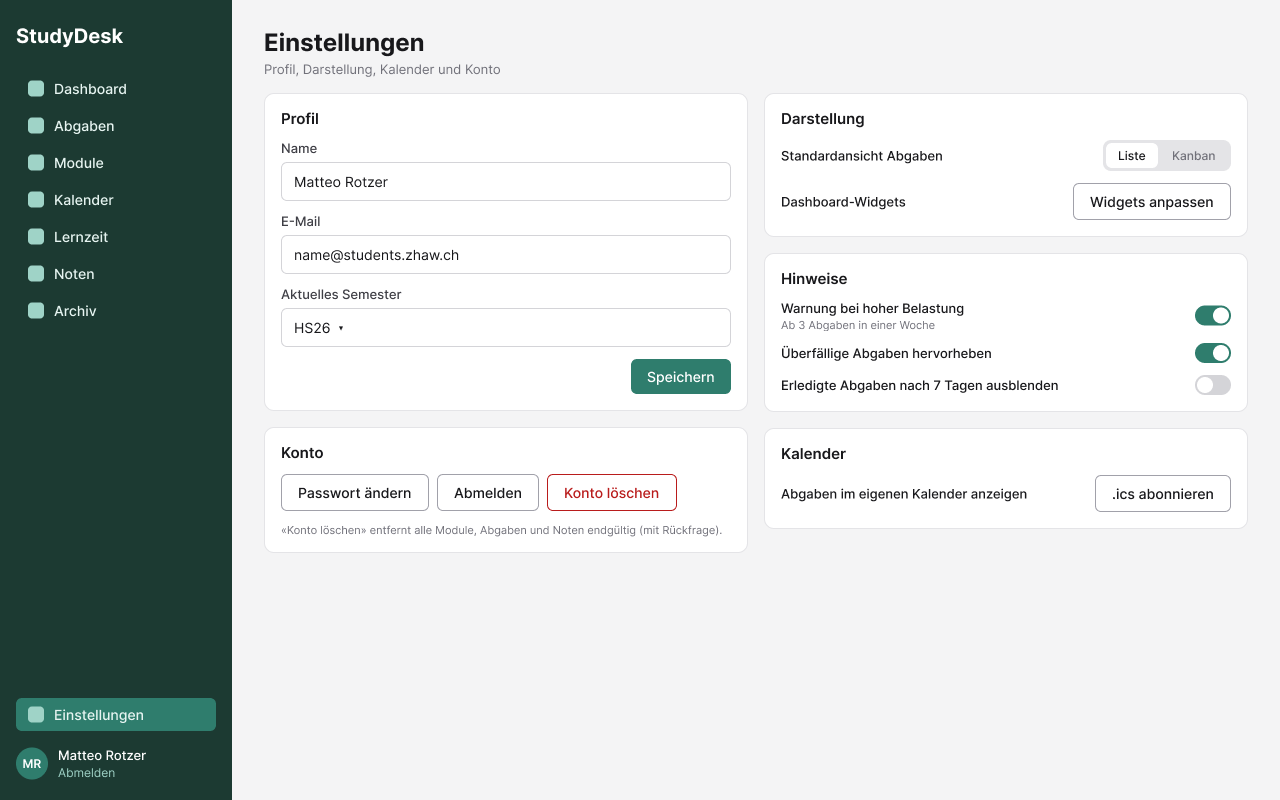 StudyDesk
Dashboard
Abgaben
Module
Kalender
Lernzeit
Noten
Archiv
Einstellungen
MR
Matteo Rotzer
Abmelden
Einstellungen
Profil, Darstellung, Kalender und Konto
Profil
Name
Matteo Rotzer
E-Mail
name@students.zhaw.ch
Aktuelles Semester
HS26 ▾
Speichern
Konto
Passwort ändern
Abmelden
Konto löschen
«Konto löschen» entfernt alle Module, Abgaben und Noten endgültig (mit Rückfrage).
Darstellung
Standardansicht Abgaben
Liste
Kanban
Dashboard-Widgets
Widgets anpassen
Hinweise
Warnung bei hoher Belastung
Ab 3 Abgaben in einer Woche
Überfällige Abgaben hervorheben
Erledigte Abgaben nach 7 Tagen ausblenden
Kalender
Abgaben im eigenen Kalender anzeigen
.ics abonnieren